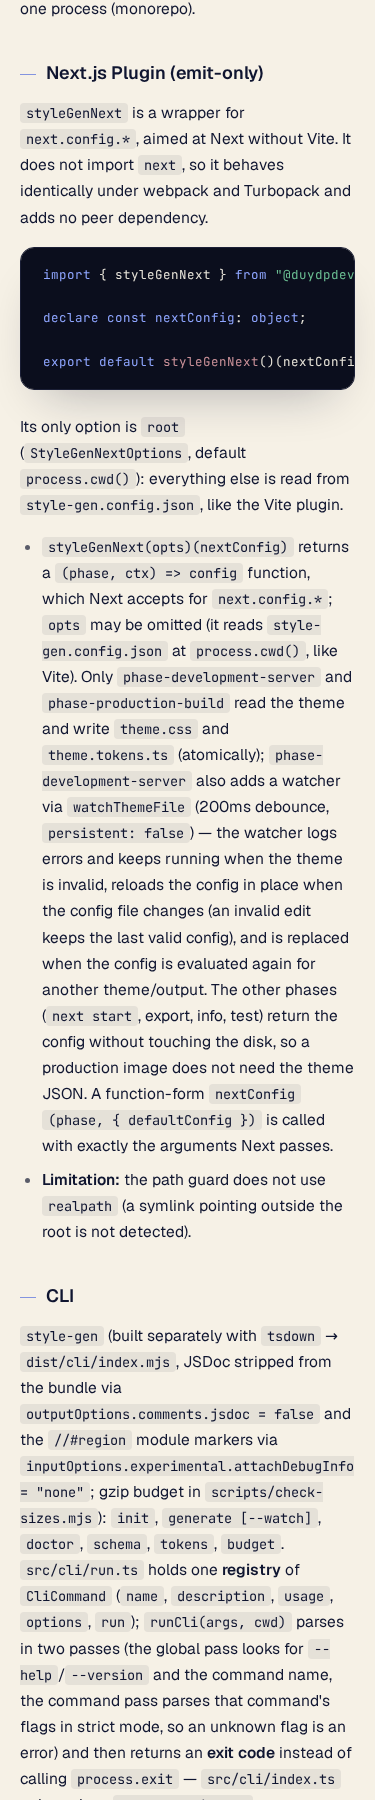 one process (monorepo).
Next.js Plugin (emit-only)
styleGenNext is a wrapper for
next.config.*, aimed at Next without Vite. It
does not import next, so it behaves
identically under webpack and Turbopack and
adds no peer dependency.
import { styleGenNext } from "@duydpdev
declare const nextConfig: object;
export default styleGenNext()(nextConfi
Its only option is root
(StyleGenNextOptions, default
process.cwd()): everything else is read from
style-gen.config.json, like the Vite plugin.
• styleGenNext(opts)(nextConfig) returns
a (phase, ctx) => config function,
which Next accepts for next.config.*;
opts may be omitted (it reads style-
gen.config.json at process.cwd(), like
Vite). Only phase-development-server and
phase-production-build read the theme
and write theme.css and
theme.tokens.ts (atomically); phase-
development-server also adds a watcher
via watchThemeFile (200ms debounce,
persistent: false) — the watcher logs
errors and keeps running when the theme
is invalid, reloads the config in place when
the config file changes (an invalid edit
keeps the last valid config), and is replaced
when the config is evaluated again for
another theme/output. The other phases
(next start, export, info, test) return the
config without touching the disk, so a
production image does not need the theme
JSON. A function-form nextConfig
(phase, { defaultConfig }) is called
with exactly the arguments Next passes.
• Limitation: the path guard does not use
realpath (a symlink pointing outside the
root is not detected).
CLI
style-gen (built separately with tsdown →
dist/cli/index.mjs, JSDoc stripped from
the bundle via
outputOptions.comments.jsdoc = false and
the //#region module markers via
inputOptions.experimental.attachDebugInfo
= "none"; gzip budget in scripts/check-
sizes.mjs): init, generate [--watch],
doctor, schema, tokens, budget.
src/cli/run.ts holds one registry of
CliCommand (name, description, usage,
options, run); runCli(args, cwd) parses
in two passes (the global pass looks for --
help/--version and the command name,
the command pass parses that command's
flags in strict mode, so an unknown flag is an
error) and then returns an exit code instead of
calling process.exit — src/cli/index.ts